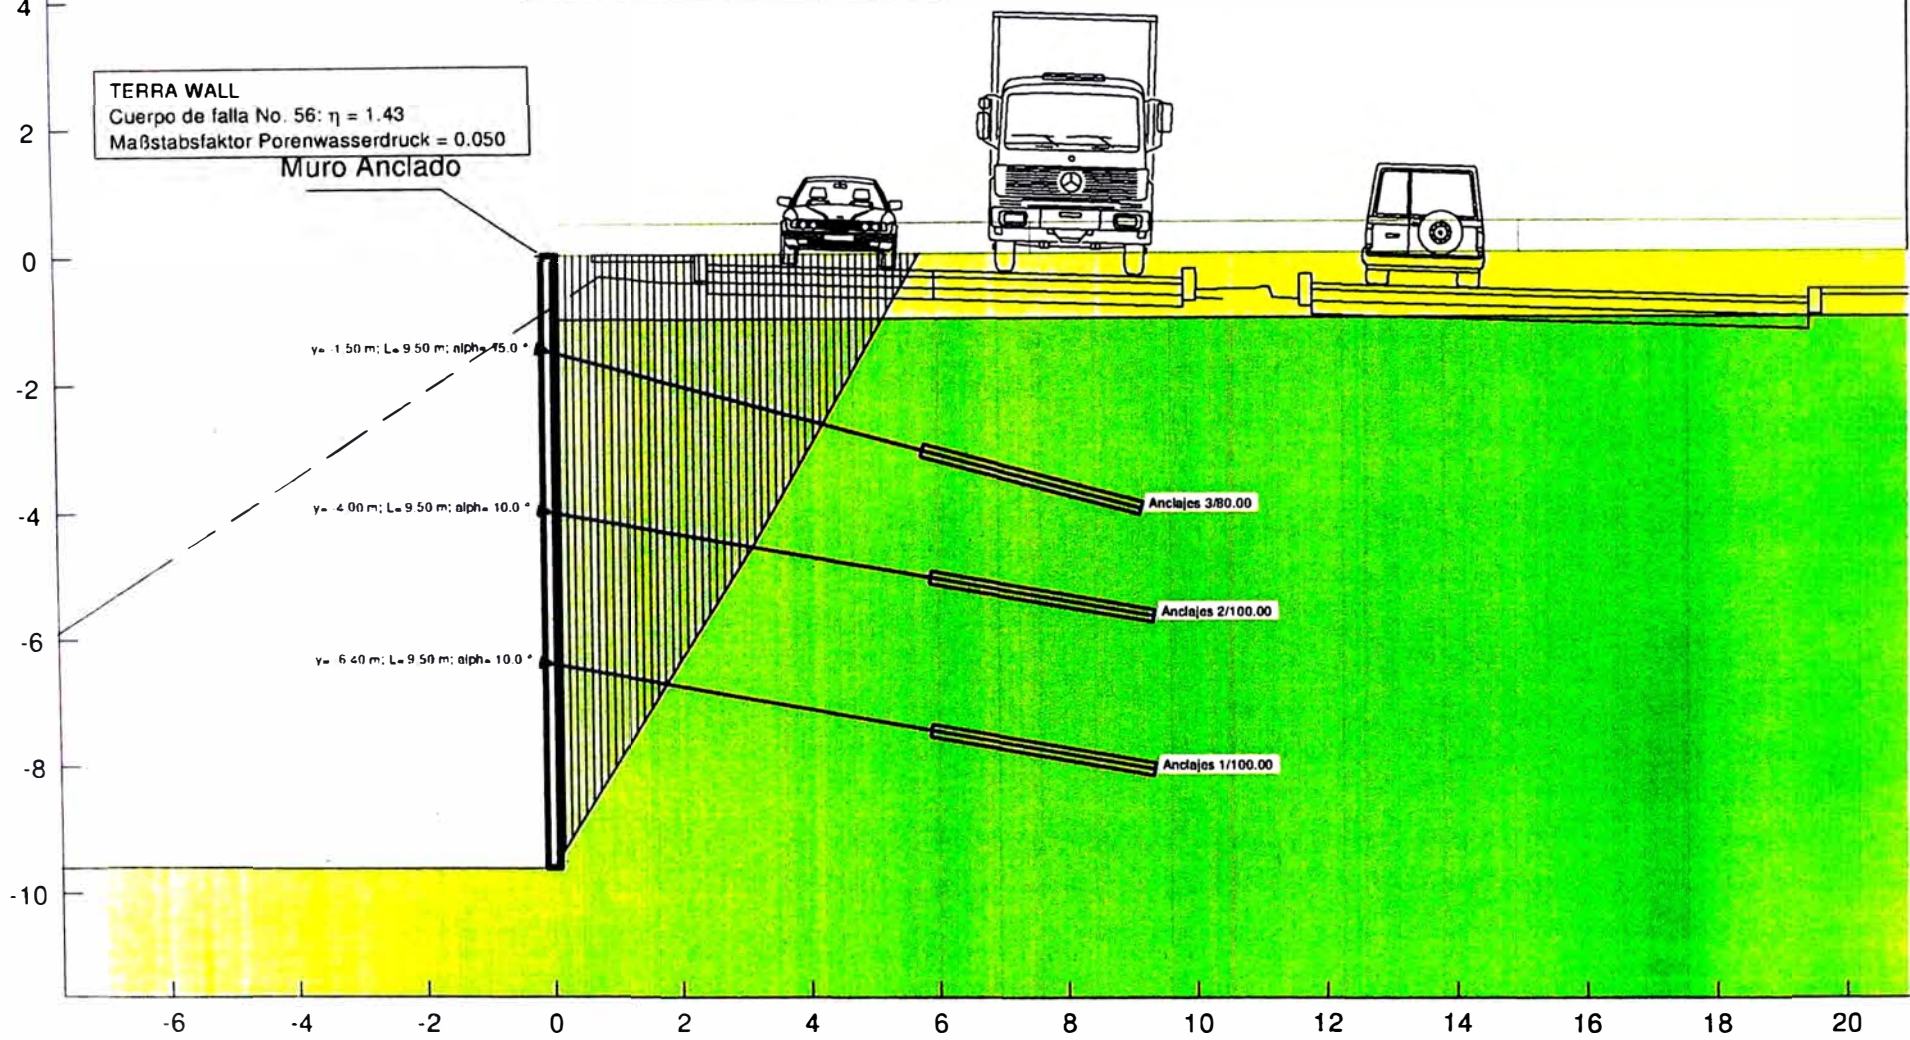 4
TERRA WALL
Cuerpo de falla No. 56: η = 1.43
Maßstabsfaktor Porenwasserdruck = 0.050
2
Muro Anclado
0
y= -1.50 m; L= 9.50 m; alph= 15.0 °
-2
Anclajes 3/80.00
y= -4.00 m; L= 9.50 m; alph= 10.0 °
-4
Anclajes 2/100.00
-6
y= -6.40 m; L= 9.50 m; alph= 10.0 °
Anclajes 1/100.00
-8
-10
-6 -4 -2 0 2 4 6 8 10 12 14 16 18 20